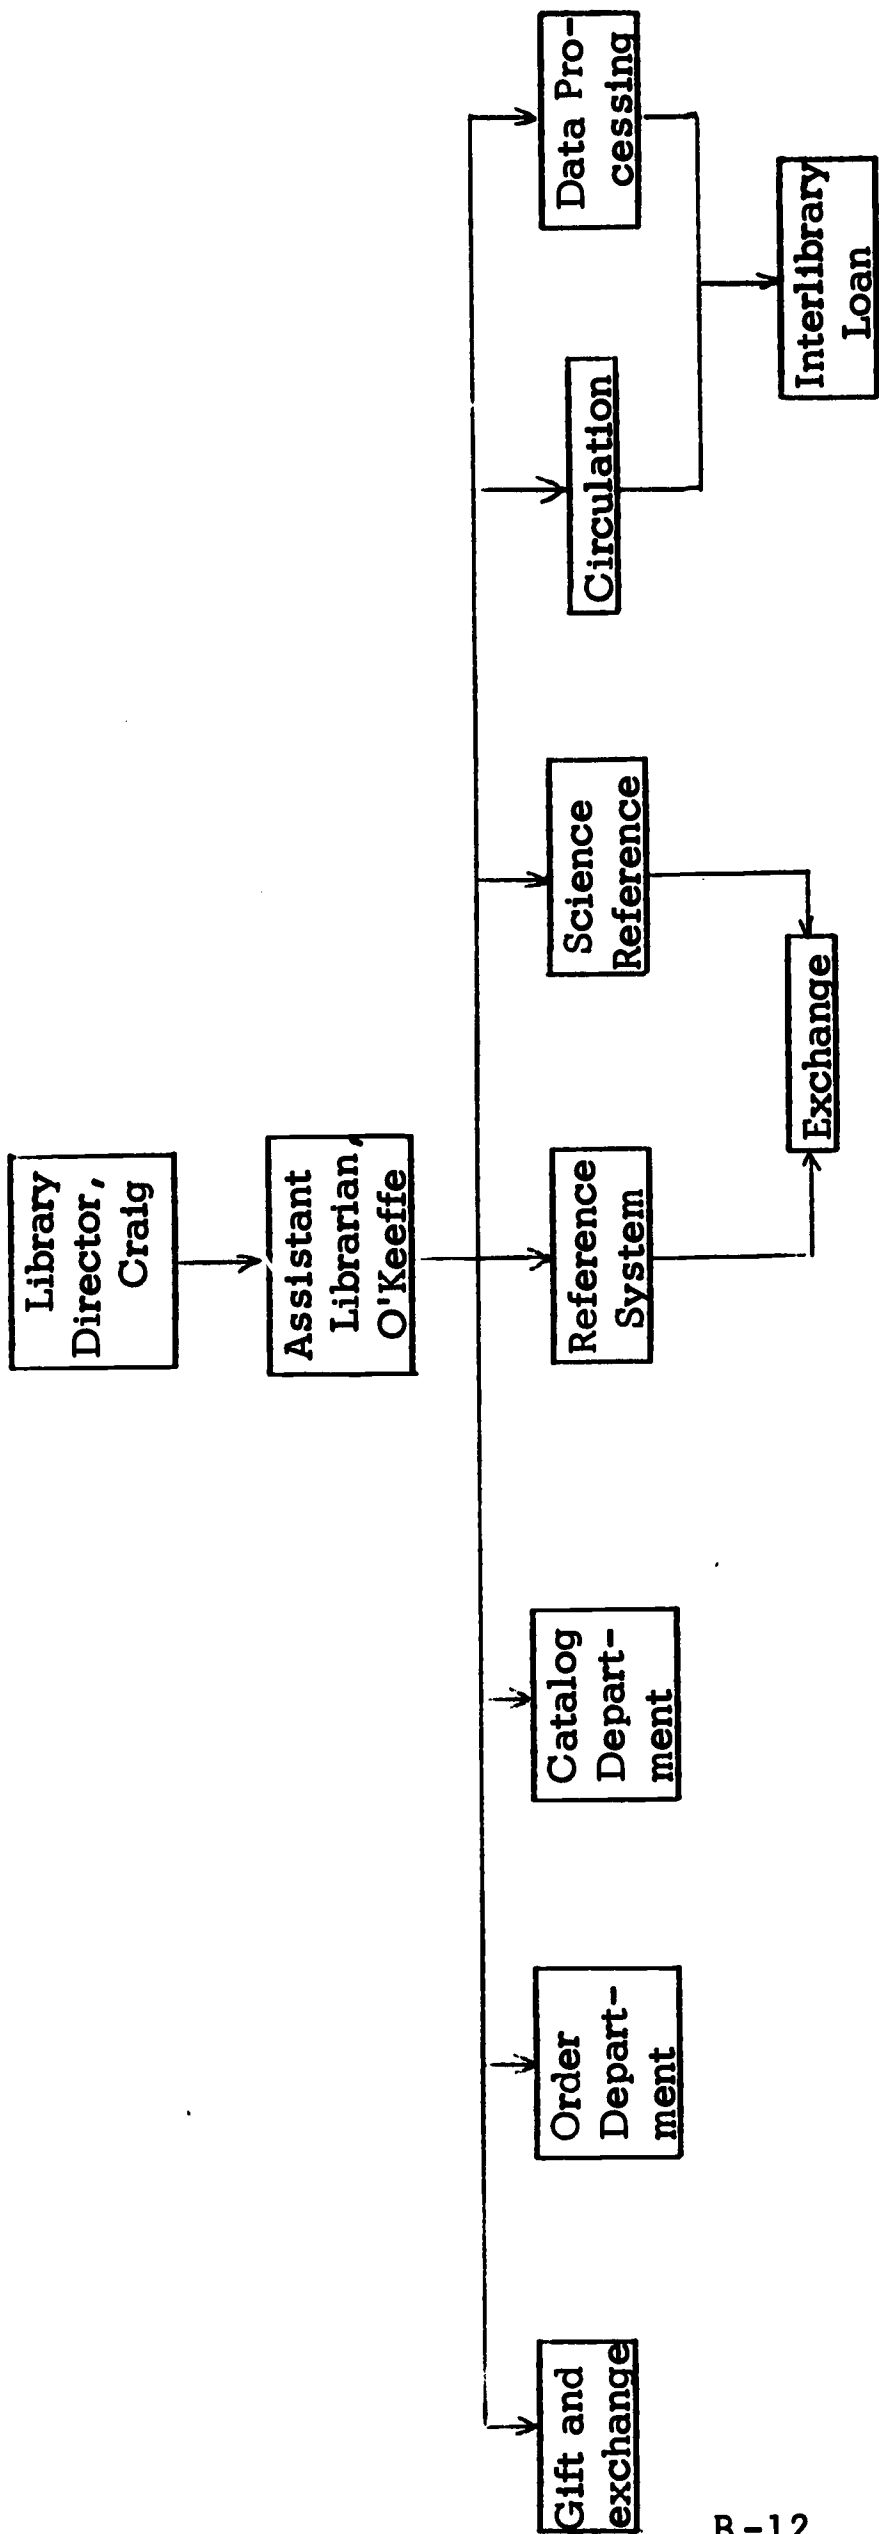 Library
Director,
Craig
Assistant
Librarian,
O'Keeffe
Gift and
exchange
Order
Depart-
ment
Catalog
Depart-
ment
Reference
System
Science
Reference
Circulation
Data Pro-
cessing
Exchange
Interlibrary
Loan
B-12